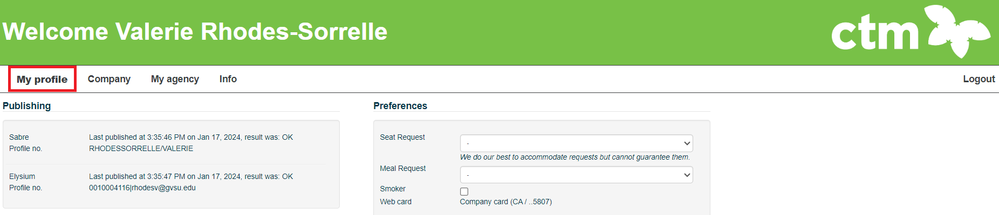 Welcome Valerie Rhodes-Sorrelle
ctm
My profile Company My agency Info Logout
Publishing
Sabre Last published at 3:35:46 PM on Jan 17, 2024, result was: OK
Profile no. RHODESSORRELLE/VALERIE
Elysium Last published at 3:35:47 PM on Jan 17, 2024, result was: OK
Profile no. 0010004116|rhodesv@gvsu.edu
Preferences
Seat Request -
We do our best to accommodate requests but cannot guarantee them.
Meal Request -
Smoker
Web card Company card (CA / ..5807)